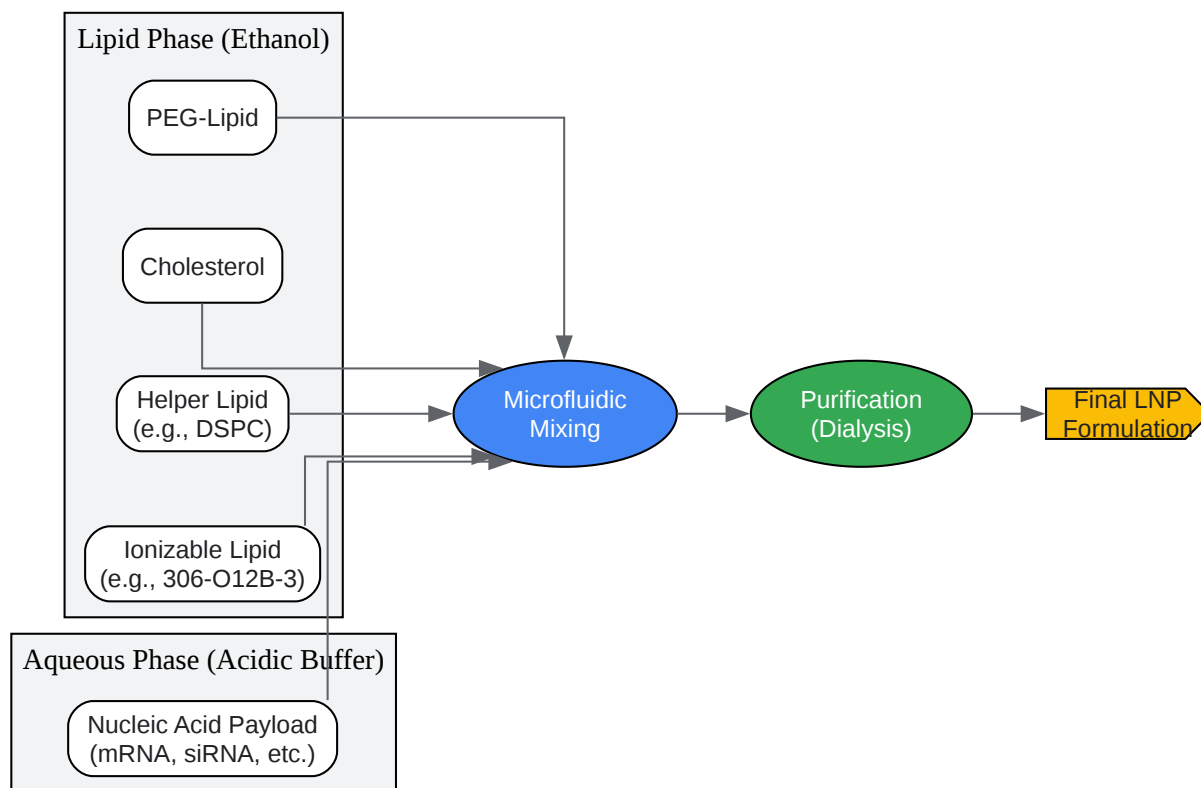 Lipid Phase (Ethanol)
PEG-Lipid
Cholesterol
Helper Lipid
(e.g., DSPC)
Ionizable Lipid
(e.g., 306-O12B-3)
Aqueous Phase (Acidic Buffer)
Nucleic Acid Payload
(mRNA, siRNA, etc.)
Microfluidic
Mixing
Purification
(Dialysis)
Final LNP
Formulation